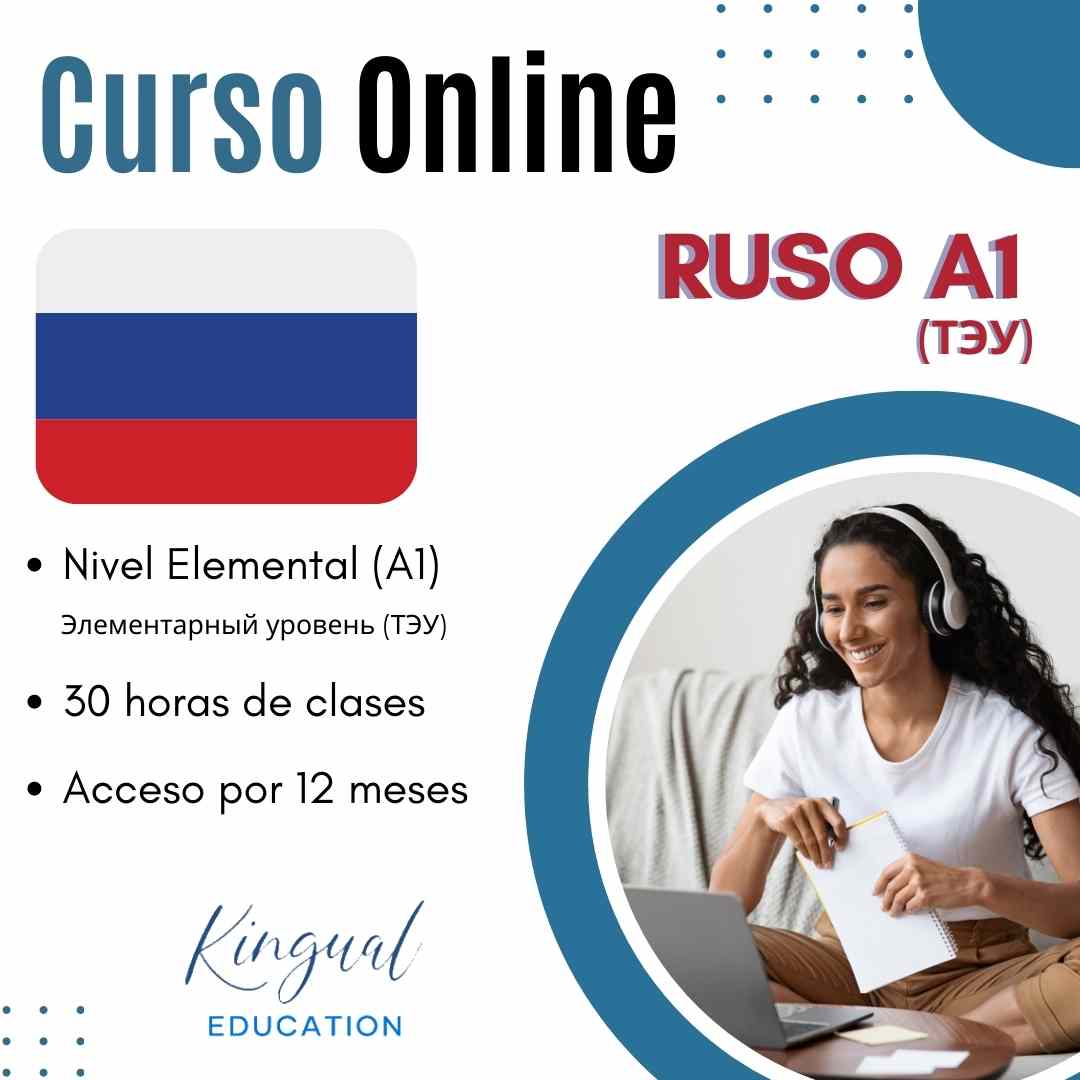 Curso Online
RUSO A1
(ТЭУ)
• Nivel Elemental (A1)
Элементарный уровень (ТЭУ)
• 30 horas de clases
• Acceso por 12 meses
Kingual
EDUCATION